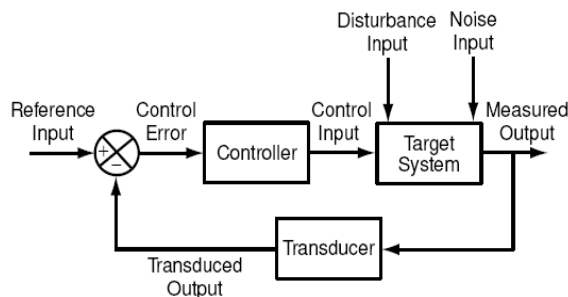 Disturbance
Input
Noise
Input
Reference
Input
Control
Error
Control
Input
Measured
Output
+
−
Controller
Target
System
Transducer
Transduced
Output